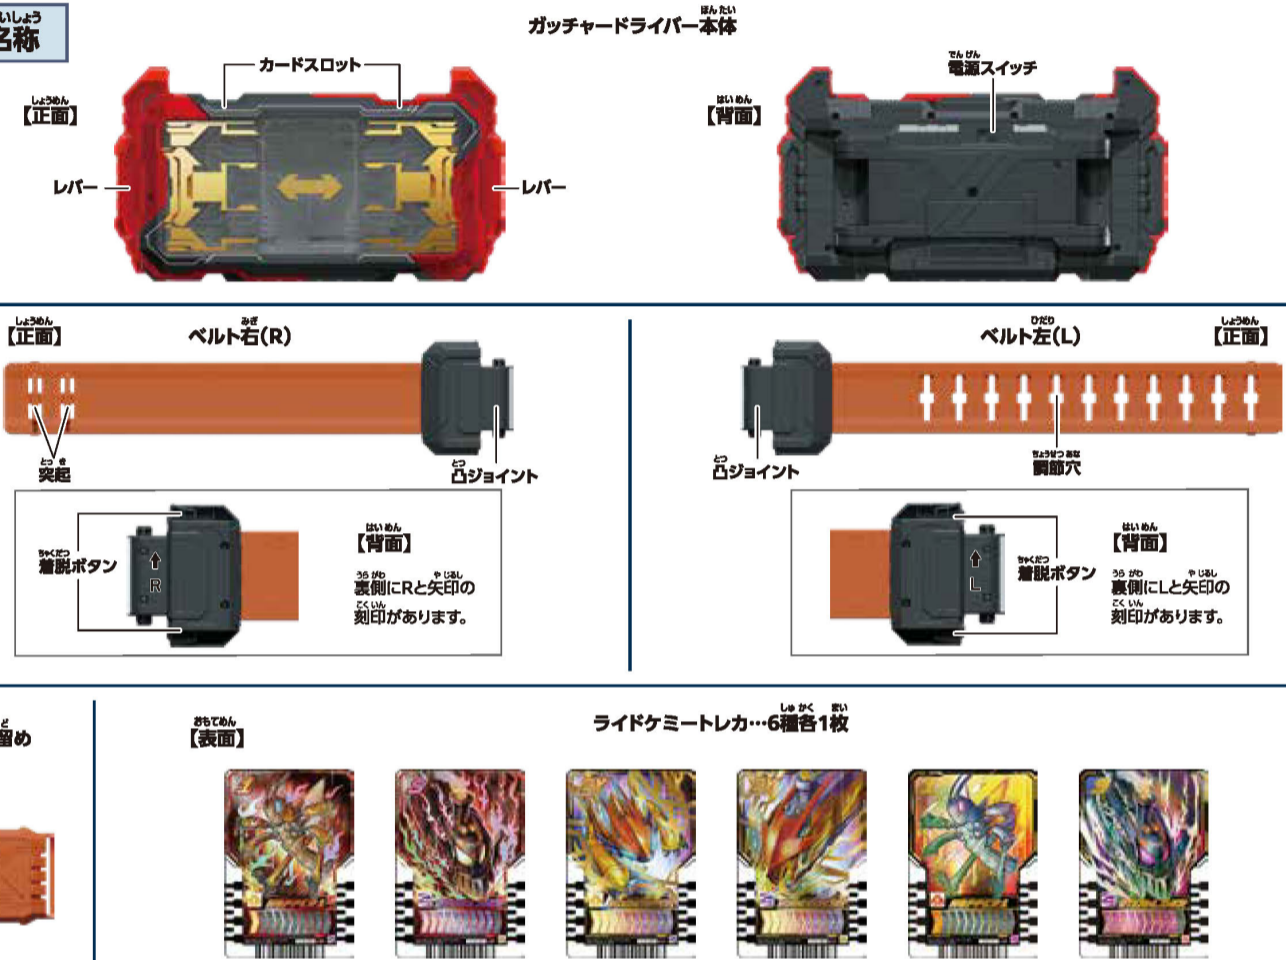 名称
ガッチャードライバー本体
【正面】
カードスロット
レバー
レバー
【背面】
電源スイッチ
【正面】
ベルト右(R)
突起
凸ジョイント
着脱ボタン
R
【背面】
裏側にRと矢印の
刻印があります。
ベルト左(L)
【正面】
凸ジョイント
調節穴
L
着脱ボタン
【背面】
裏側にLと矢印の
刻印があります。
留め
【表面】
ライドケミートレカ…6種各1枚